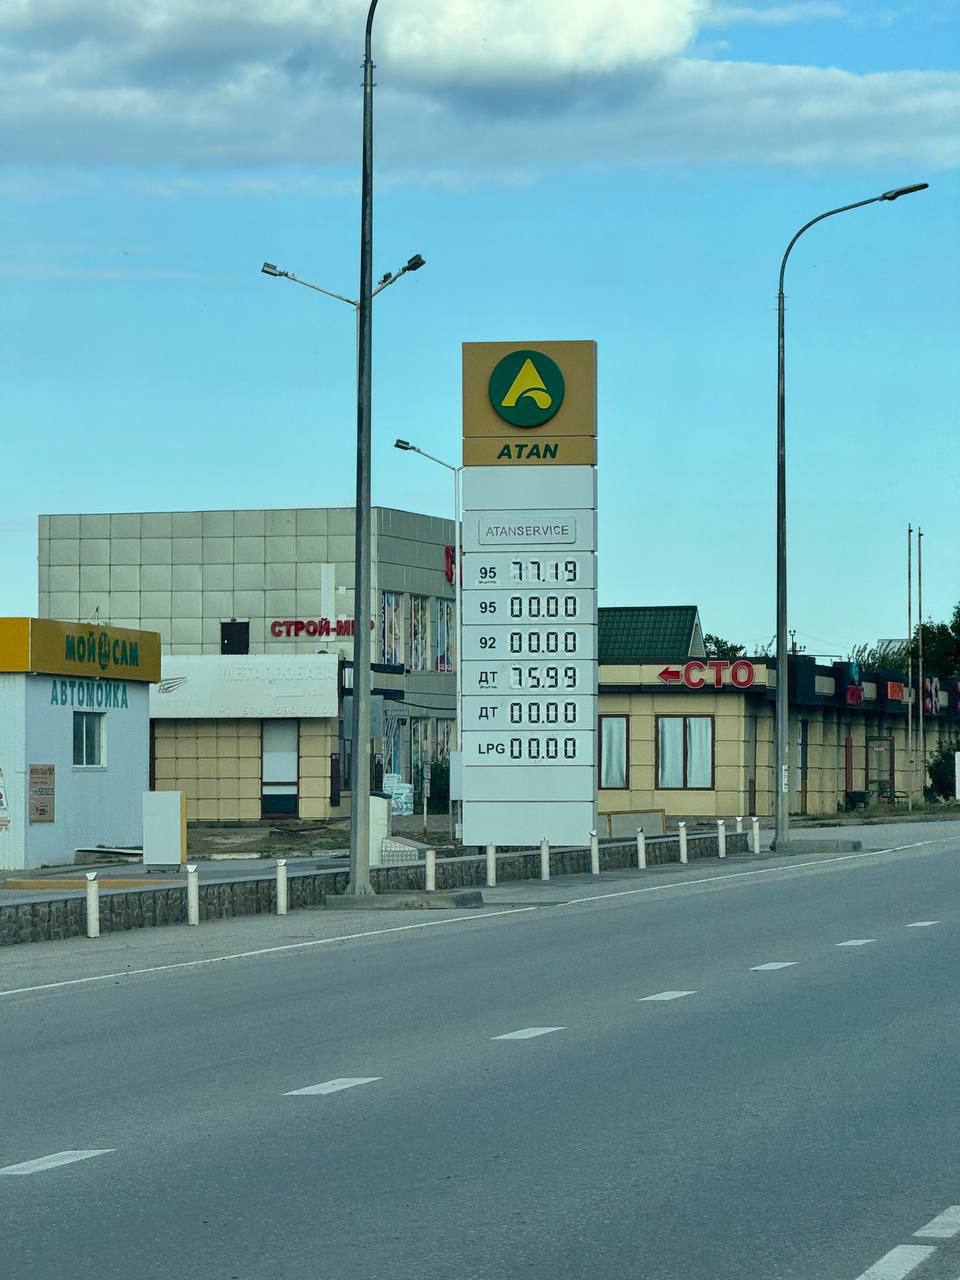 ATAN
ATANSERVICE
95 77.19
95 00.00
92 00.00
ДТ 75.99
ДТ 00.00
LPG 00.00
МОЙ САМ
АВТОМОЙКА
СТРОЙ-МИР
СТО